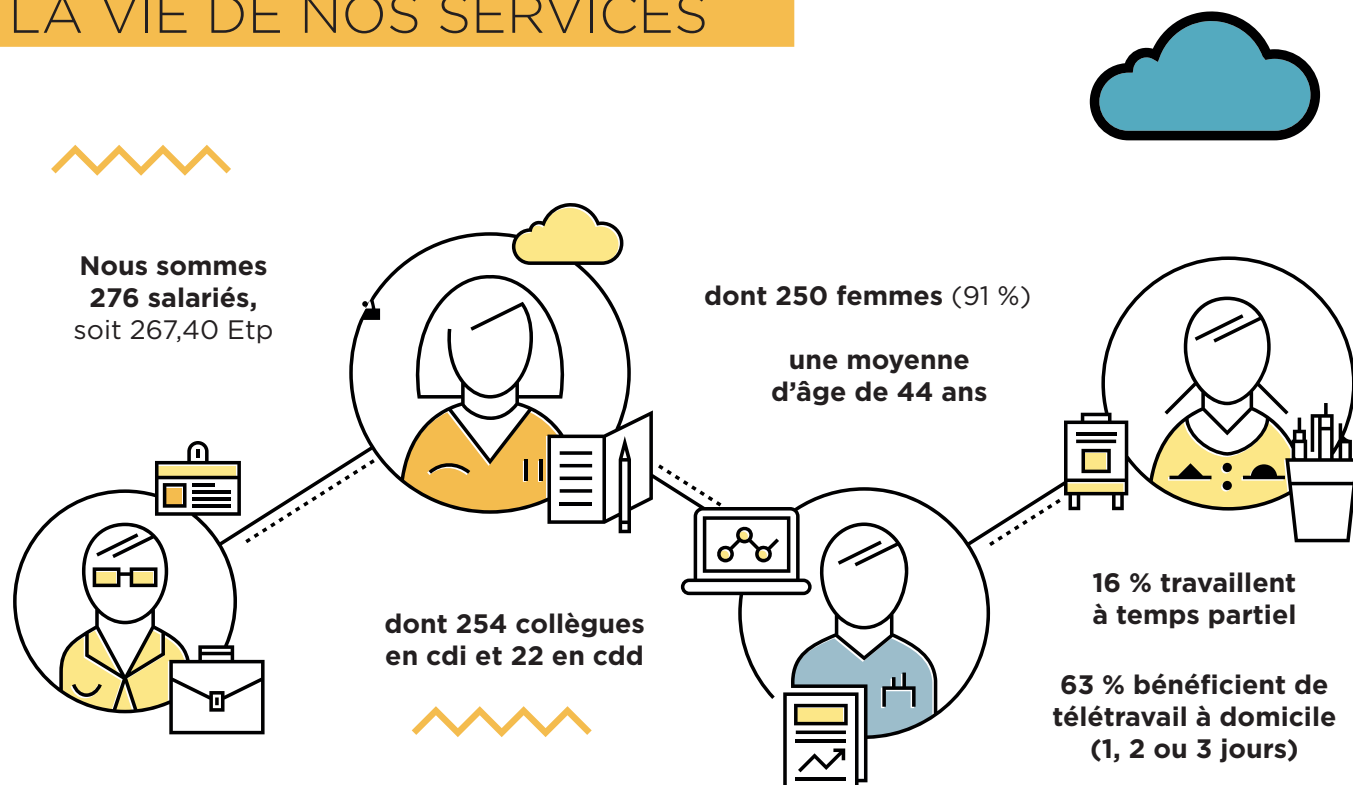 LA VIE DE NOS SERVICES
Nous sommes
276 salariés,
soit 267,40 Etp
dont 254 collègues
en cdi et 22 en cdd
dont 250 femmes (91 %)
une moyenne
d'âge de 44 ans
16 % travaillent
à temps partiel
63 % bénéficient de
télétravail à domicile
(1, 2 ou 3 jours)